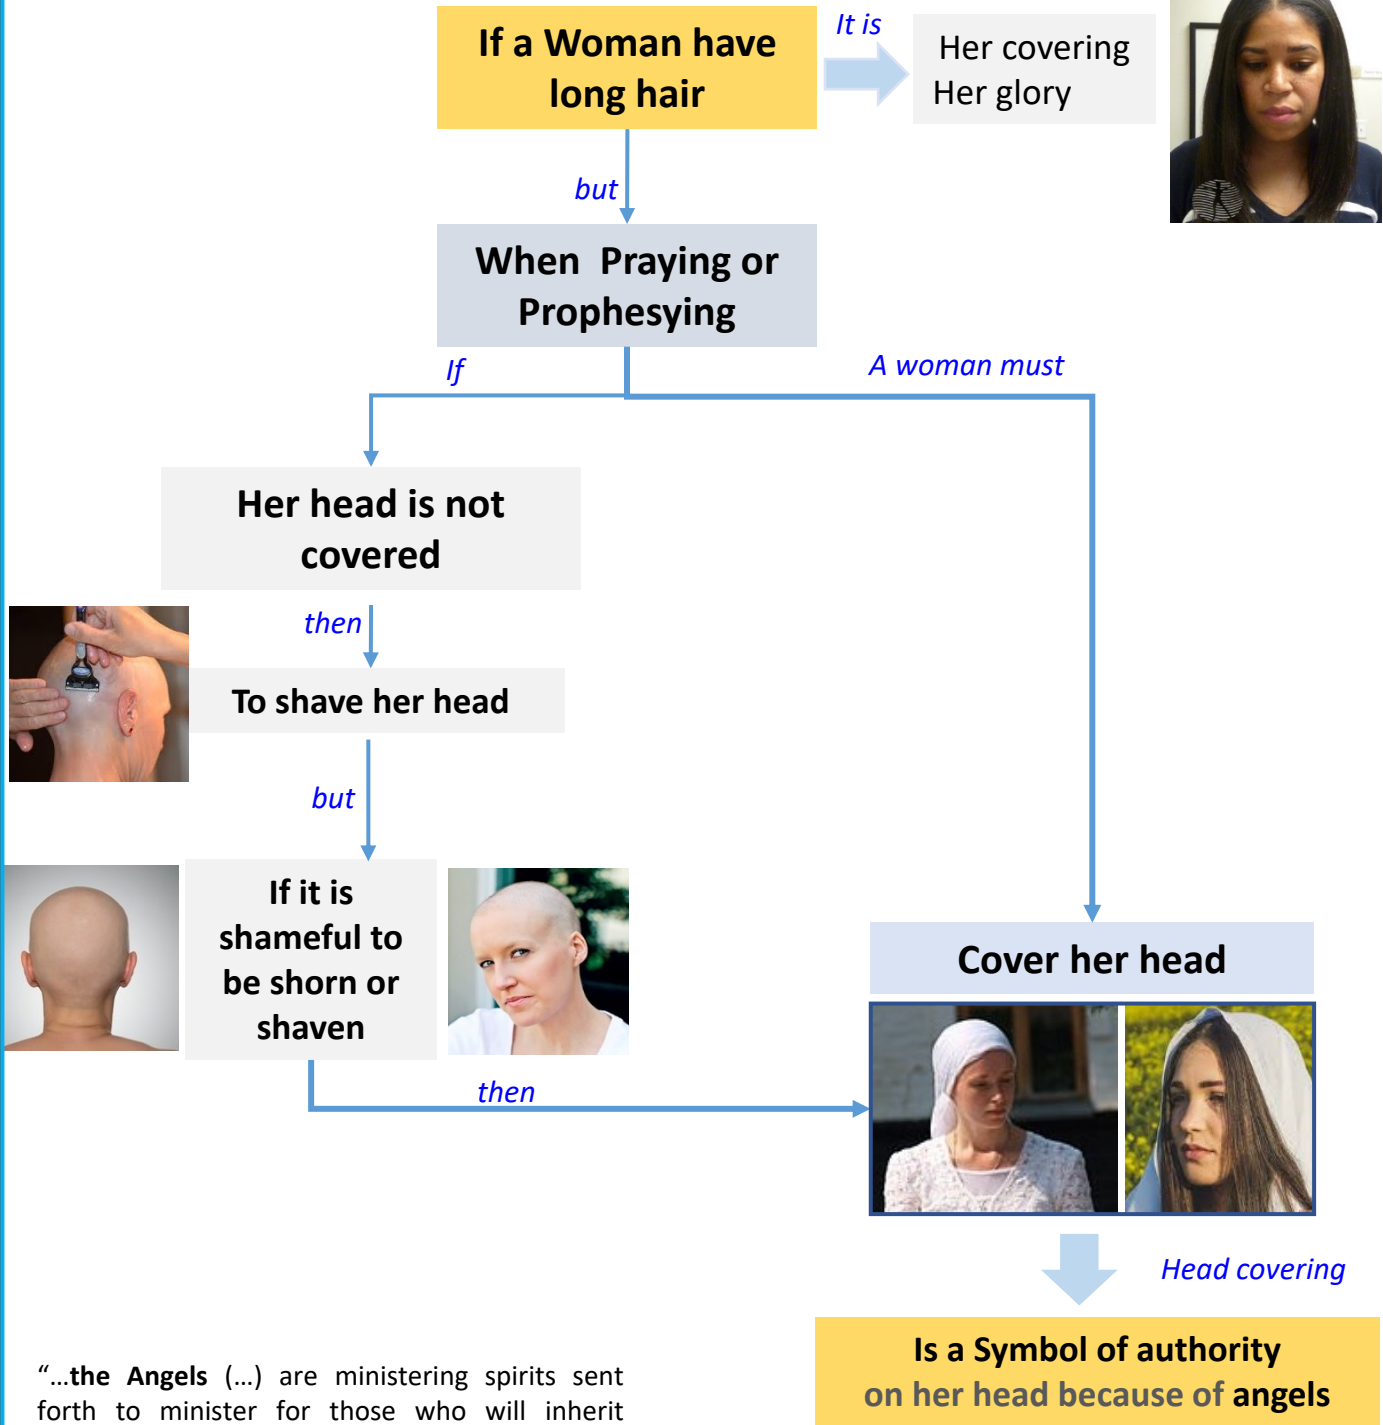 If a Woman have
long hair
It is
Her covering
Her glory
but
When Praying or
Prophesying
If
A woman must
Her head is not
covered
then
To shave her head
but
If it is
shameful to
be shorn or
shaven
then
Cover her head
Head covering
Is a Symbol of authority
on her head because of angels
“...the Angels (...) are ministering spirits sent
forth to minister for those who will inherit